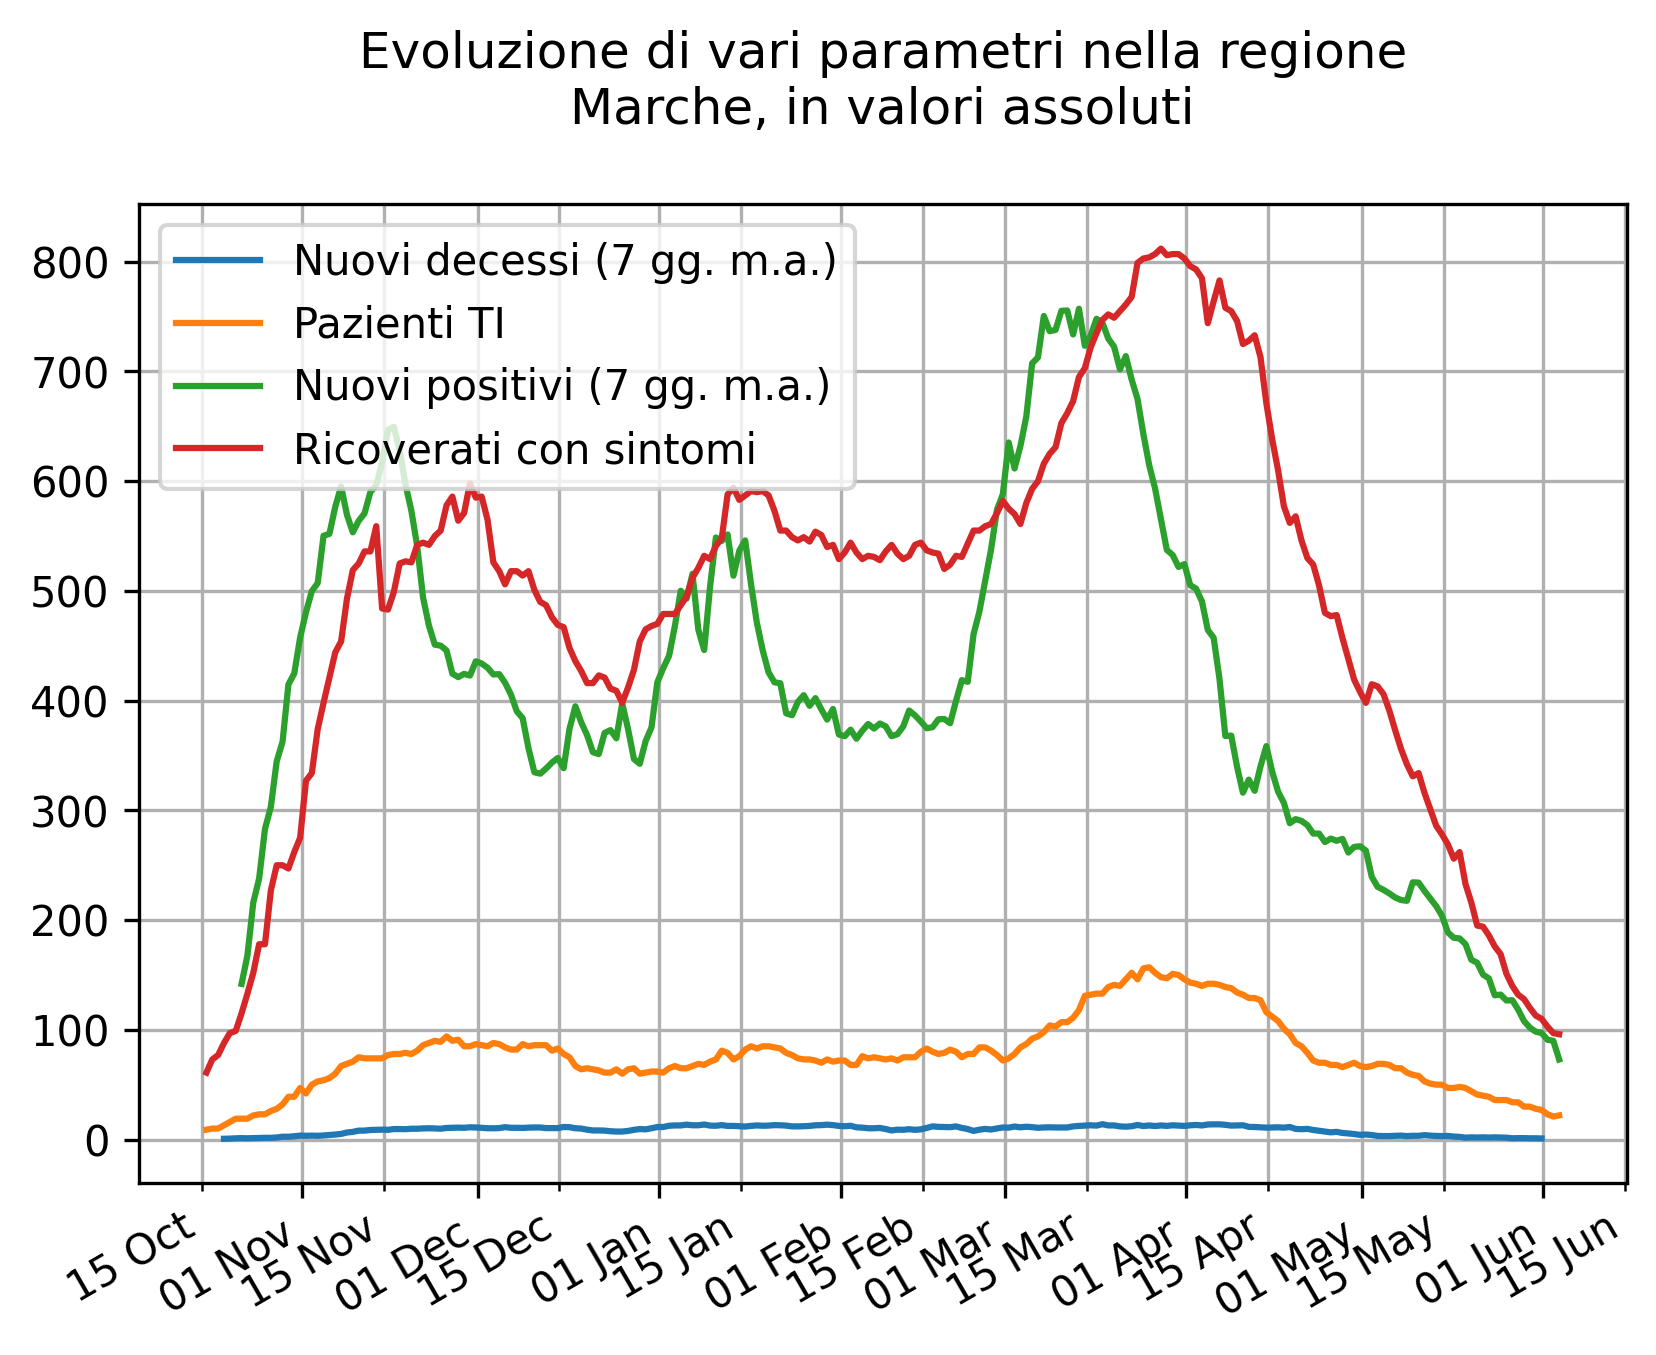 Evoluzione di vari parametri nella regione
Marche, in valori assoluti
Nuovi decessi (7 gg. m.a.)
Pazienti TI
Nuovi positivi (7 gg. m.a.)
Ricoverati con sintomi
800
700
600
500
400
300
200
100
0
15 Oct
01 Nov
15 Nov
01 Dec
15 Dec
01 Jan
15 Jan
01 Feb
15 Feb
01 Mar
15 Mar
01 Apr
15 Apr
01 May
15 May
01 Jun
15 Jun